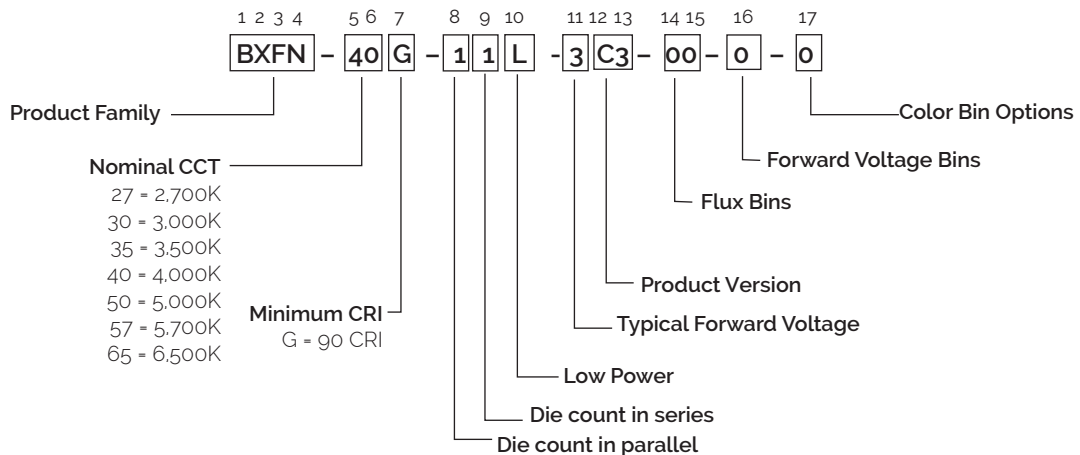 1 2 3 4 5 6 7 8 9 10 11 12 13 14 15 16 17
BXFN – 40 G – 1 1 L - 3 C3 – 00 – 0 – 0
Product Family
Color Bin Options
Nominal CCT
Forward Voltage Bins
27 = 2,700K
Flux Bins
30 = 3,000K
35 = 3,500K
40 = 4,000K
Product Version
50 = 5,000K
Minimum CRI
57 = 5,700K
Typical Forward Voltage
G = 90 CRI
65 = 6,500K
Low Power
Die count in series
Die count in parallel